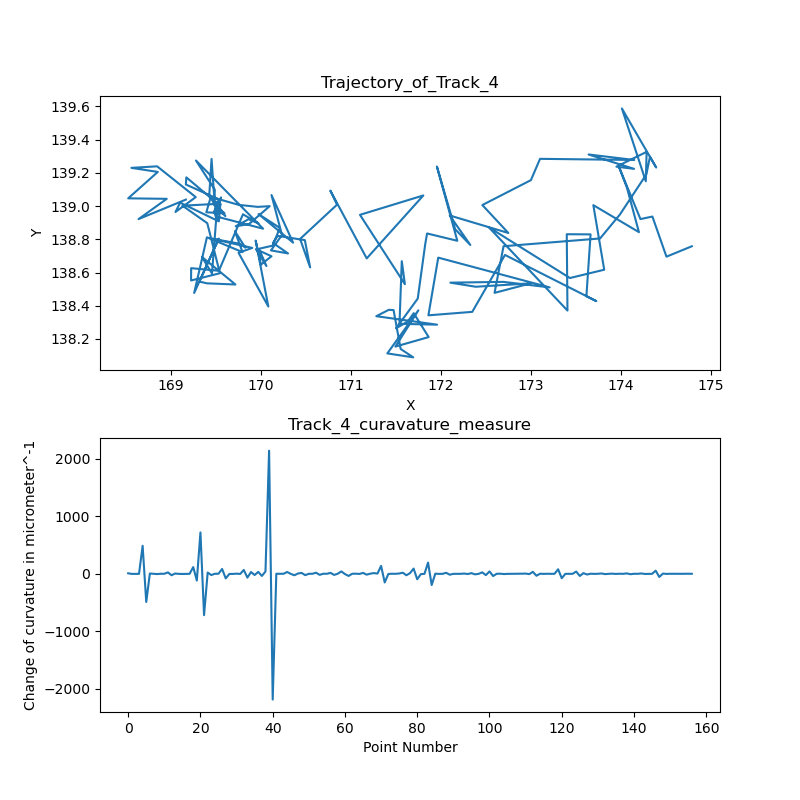 Trajectory_of_Track_4
139.6
139.4
139.2
139.0
138.8
138.6
138.4
138.2
Y
169 170 171 172 173 174 175
X
Track_4_curavature_measure
2000
1000
0
−1000
−2000
Change of curvature in micrometer^-1
0 20 40 60 80 100 120 140 160
Point Number